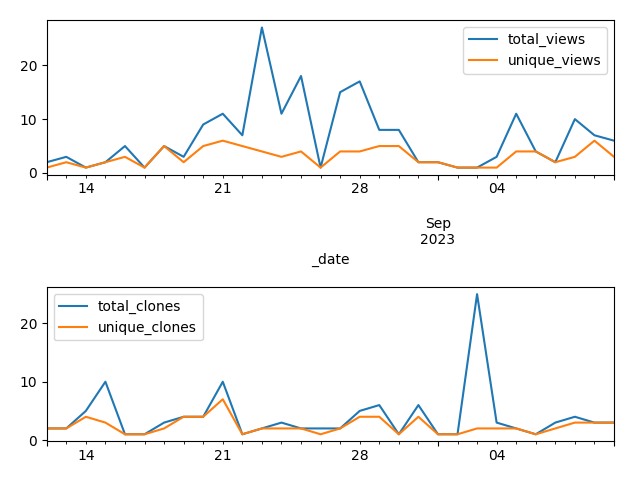 total_views
unique_views
20
10
0
14
21
28
04
Sep
2023
_date
total_clones
unique_clones
20
10
0
14
21
28
04